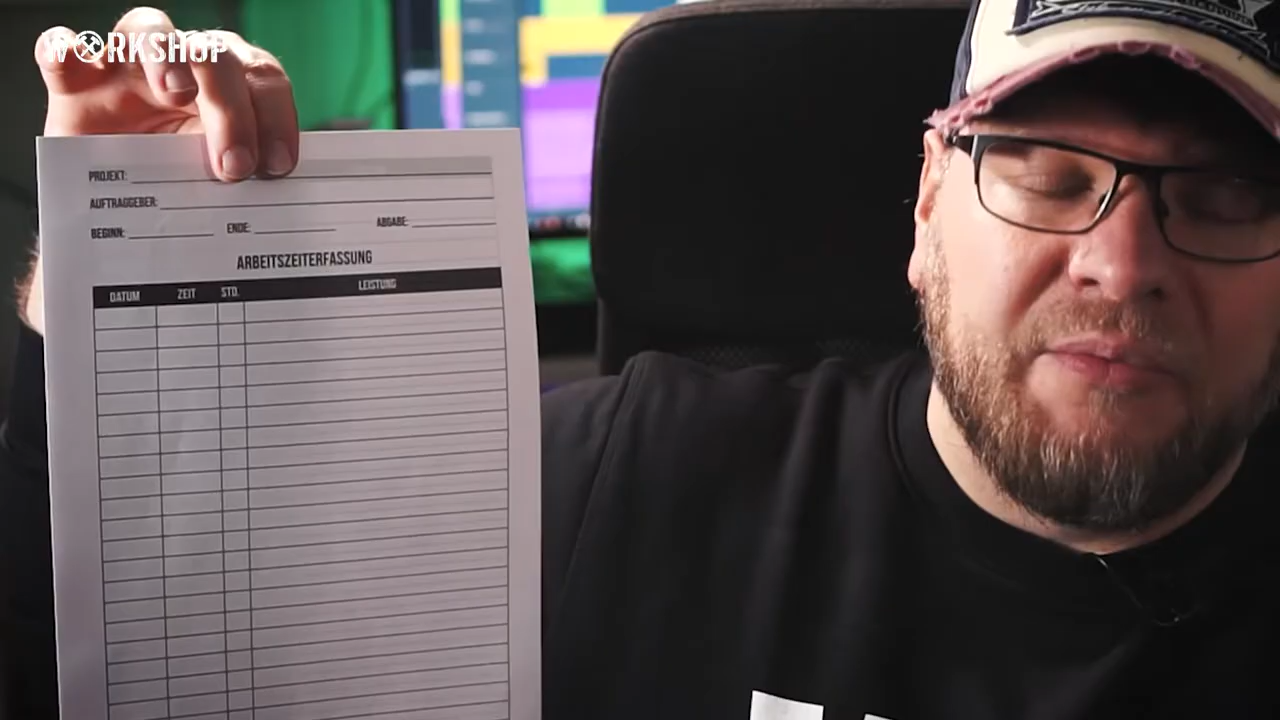 WORKSHOP
PROJEKT:
AUFTRAGGEBER:
BEGINN: ENDE: ABGABE:
ARBEITSZEITERFASSUNG
DATUM ZEIT STD. LEISTUNG